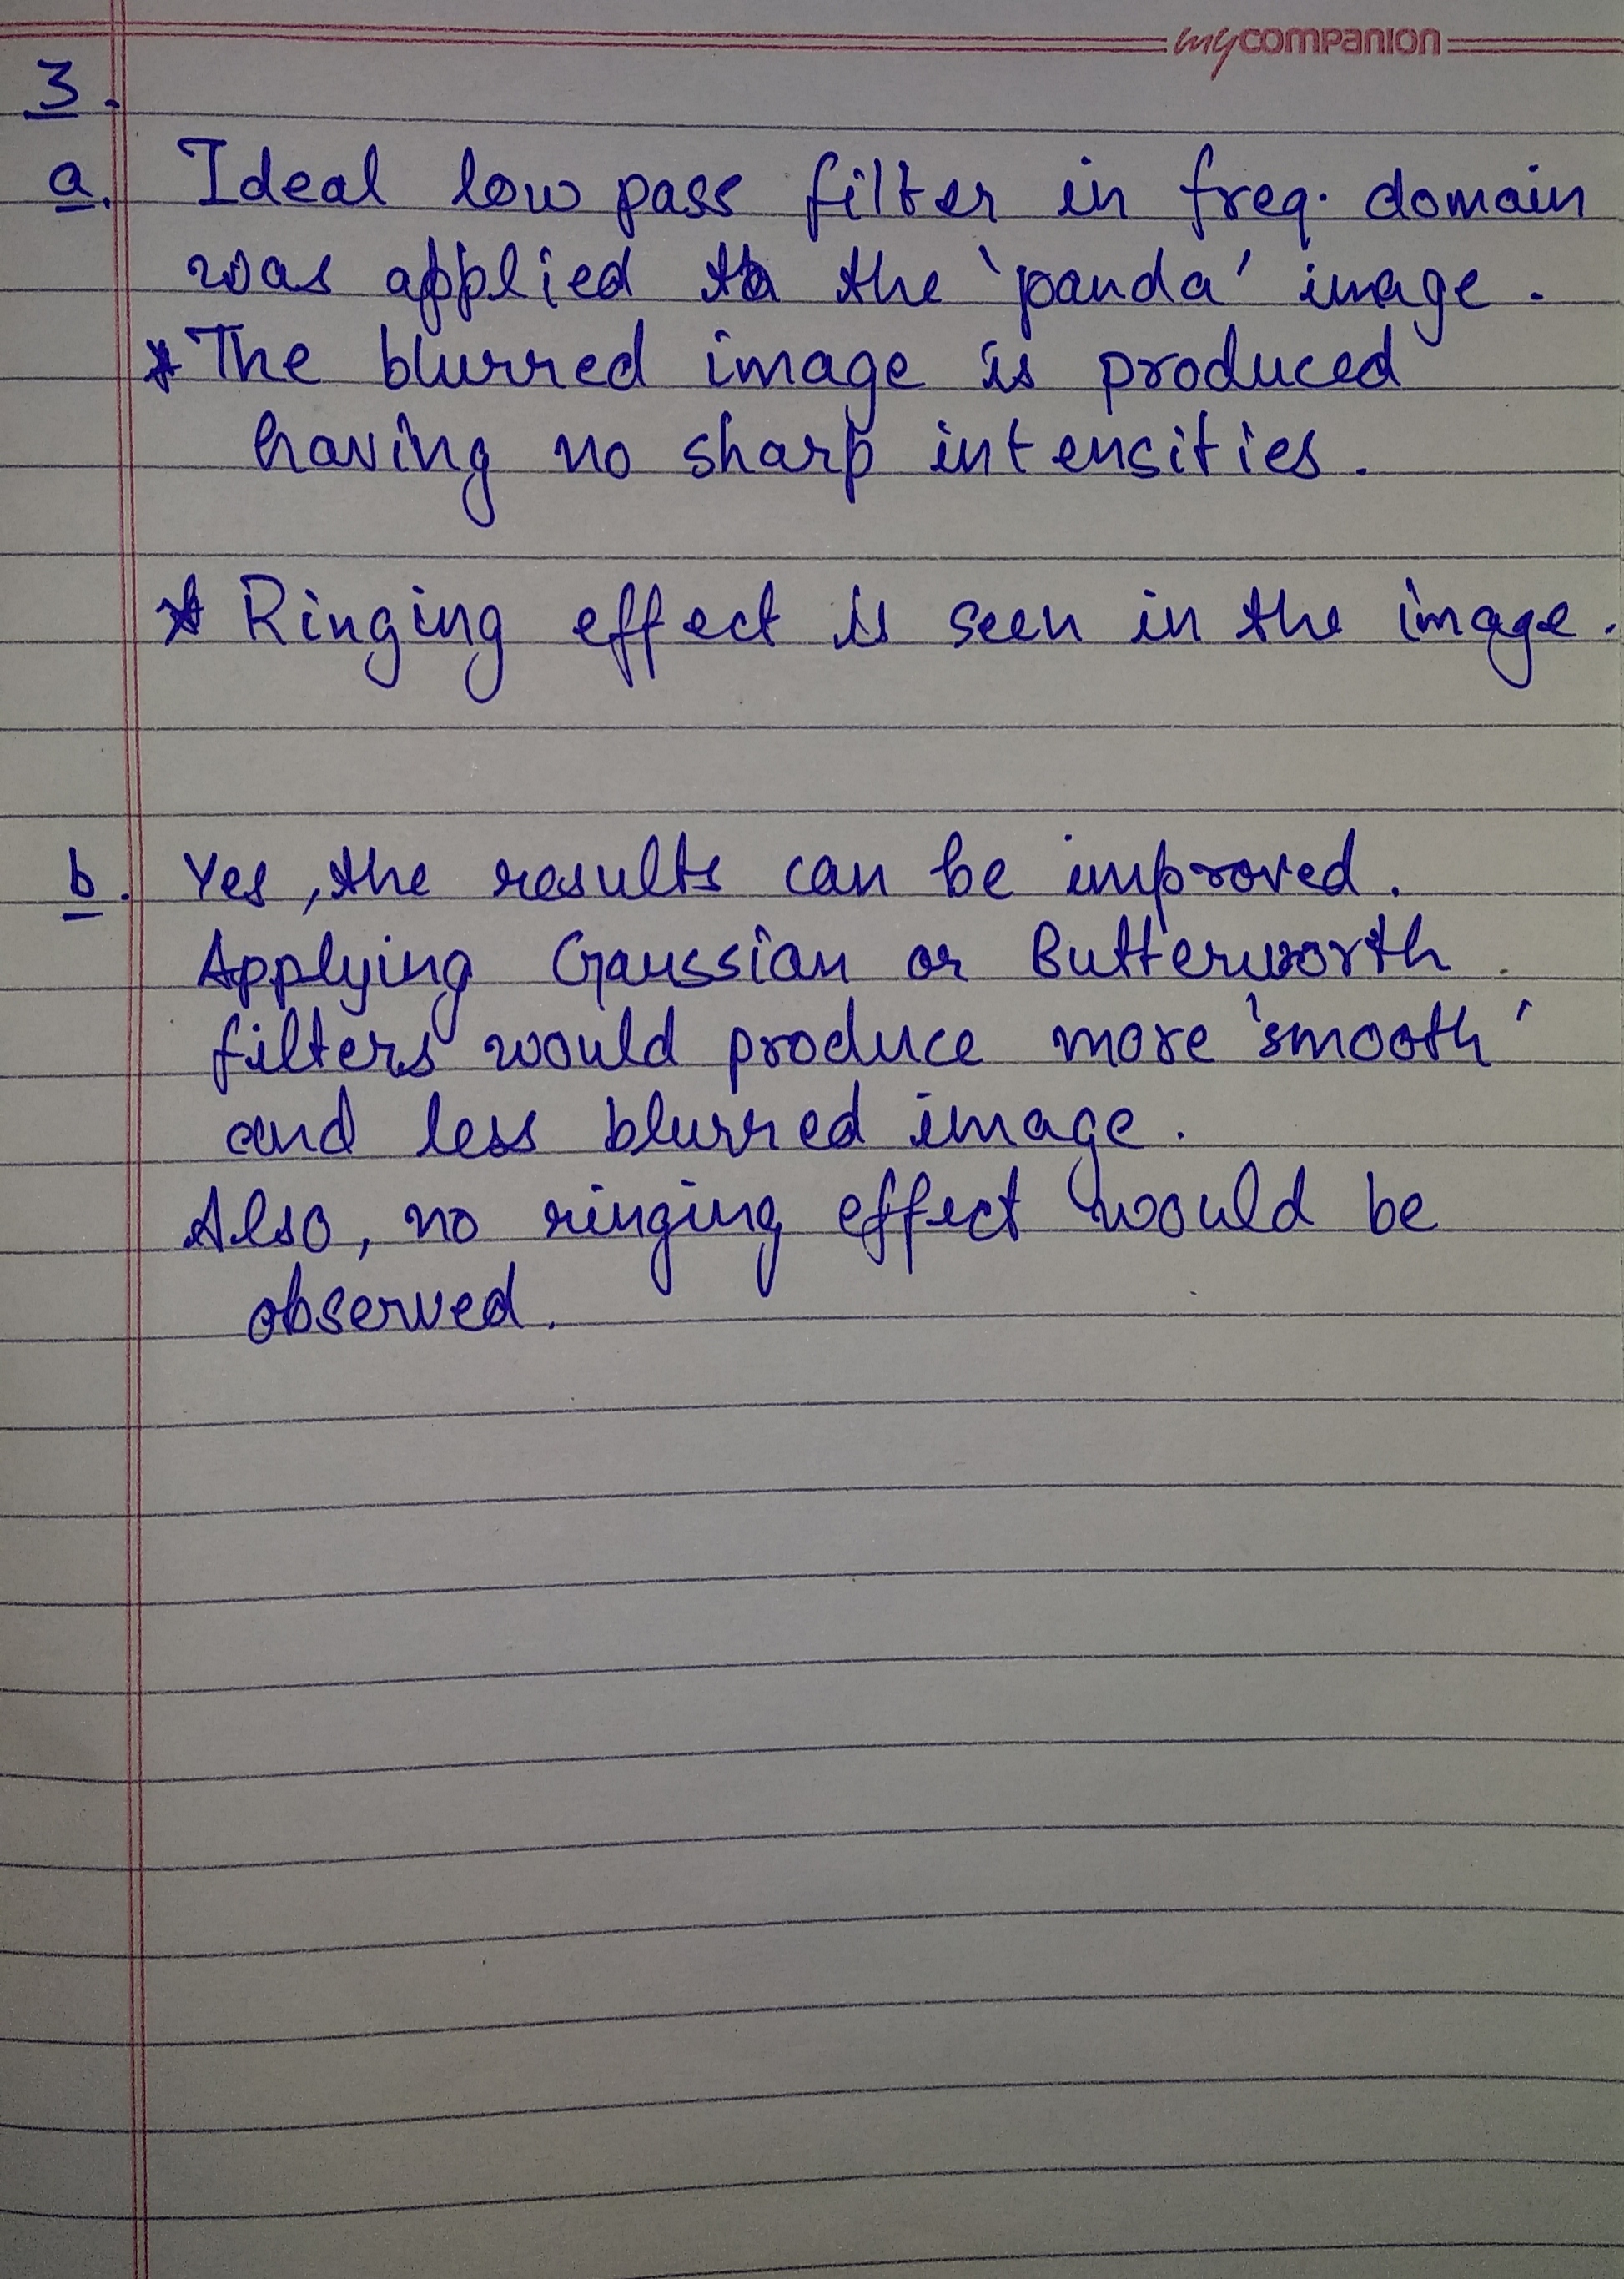 mycompanion
3.
a. Ideal low pass filter in freq. domain
was applied to the 'panda' image.
* The blurred image is produced
having no sharp intensities.
* Ringing effect is seen in the image.
b. Yes, the results can be improved.
Applying Gaussian or Butterworth
filters would produce more 'smooth'
and less blurred image.
Also, no ringing effect would be
observed.